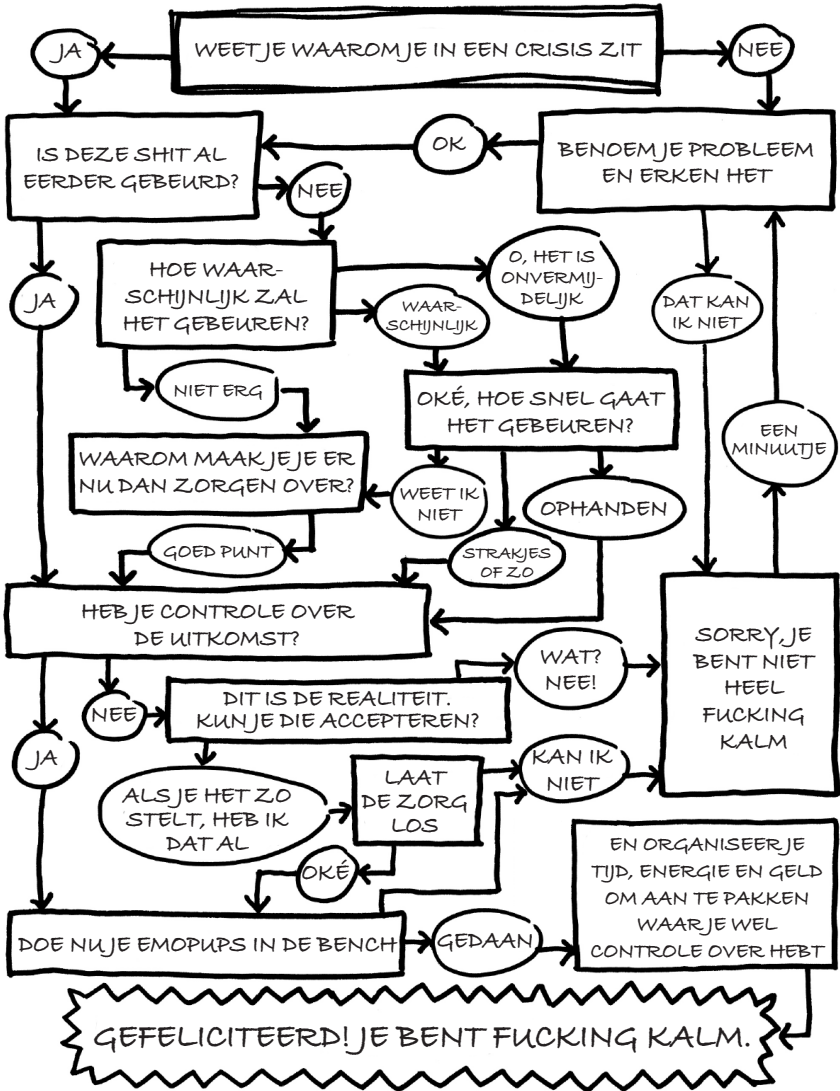 WEET JE WAAROM JE IN EEN CRISIS ZIT
JA
NEE
IS DEZE SHIT AL
EERDER GEBEURD?
OK
BENOEM JE PROBLEEM
EN ERKEN HET
NEE
JA
HOE WAAR-
SCHIJNLIJK ZAL
HET GEBEUREN?
O, HET IS
ONVERMIJ-
DELIJK
WAAR-
SCHIJNLIJK
DAT KAN
IK NIET
NIET ERG
OKÉ, HOE SNEL GAAT
HET GEBEUREN?
EEN
MINUUTJE
WAAROM MAAK JE JE ER
NU DAN ZORGEN OVER?
WEET IK
NIET
OPHANDEN
GOED PUNT
STRAKJES
OF ZO
HEB JE CONTROLE OVER
DE UITKOMST?
SORRY, JE
BENT NIET
HEEL
FUCKING
KALM
WAT?
NEE!
NEE
DIT IS DE REALITEIT.
KUN JE DIE ACCEPTEREN?
JA
ALS JE HET ZO
STELT, HEB IK
DAT AL
LAAT
DE ZORG
LOS
KAN IK
NIET
OKÉ
EN ORGANISEER JE
TIJD, ENERGIE EN GELD
OM AAN TE PAKKEN
WAAR JE WEL
CONTROLE OVER HEBT
DOE NU JE EMOPUPS IN DE BENCH
GEDAAN
GEFELICITEERD! JE BENT FUCKING KALM.